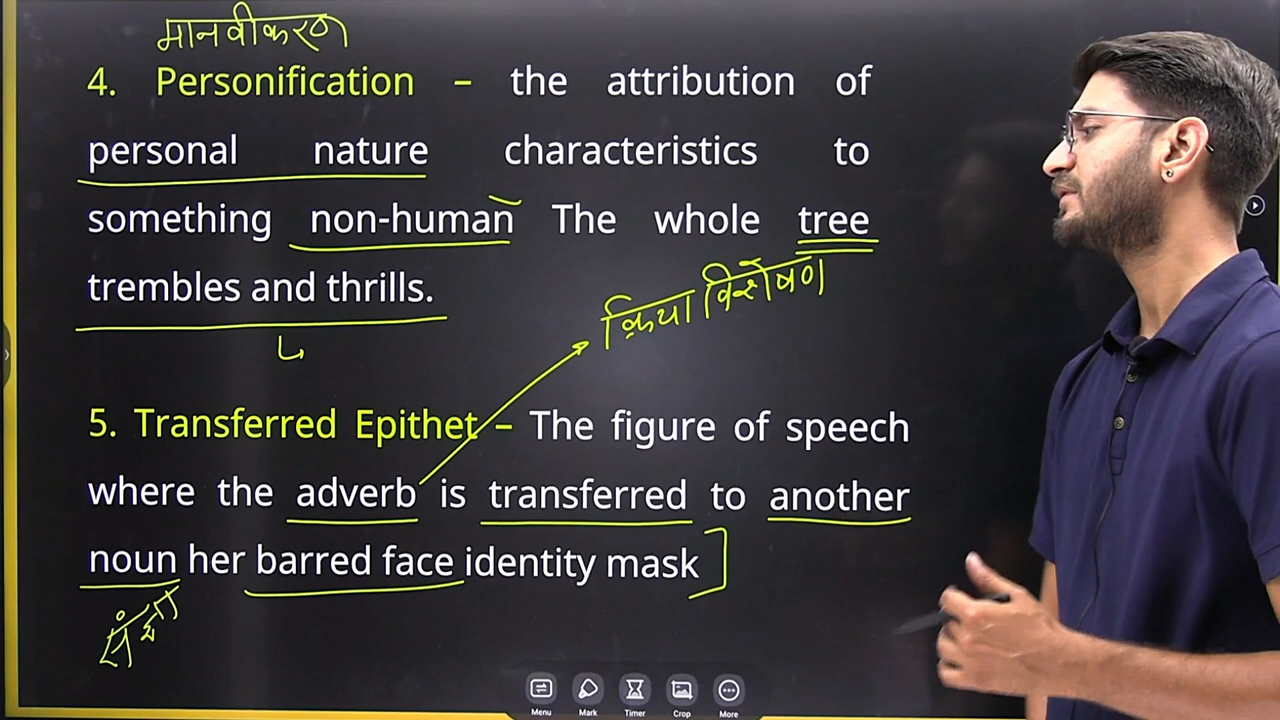 मानवीकरण
4. Personification – the attribution of
personal nature characteristics to
something non-human The whole tree
trembles and thrills.
क्रिया विशेषण
5. Transferred Epithet – The figure of speech
where the adverb is transferred to another
noun her barred face identity mask
संज्ञा
Menu Mark Timer Crop More